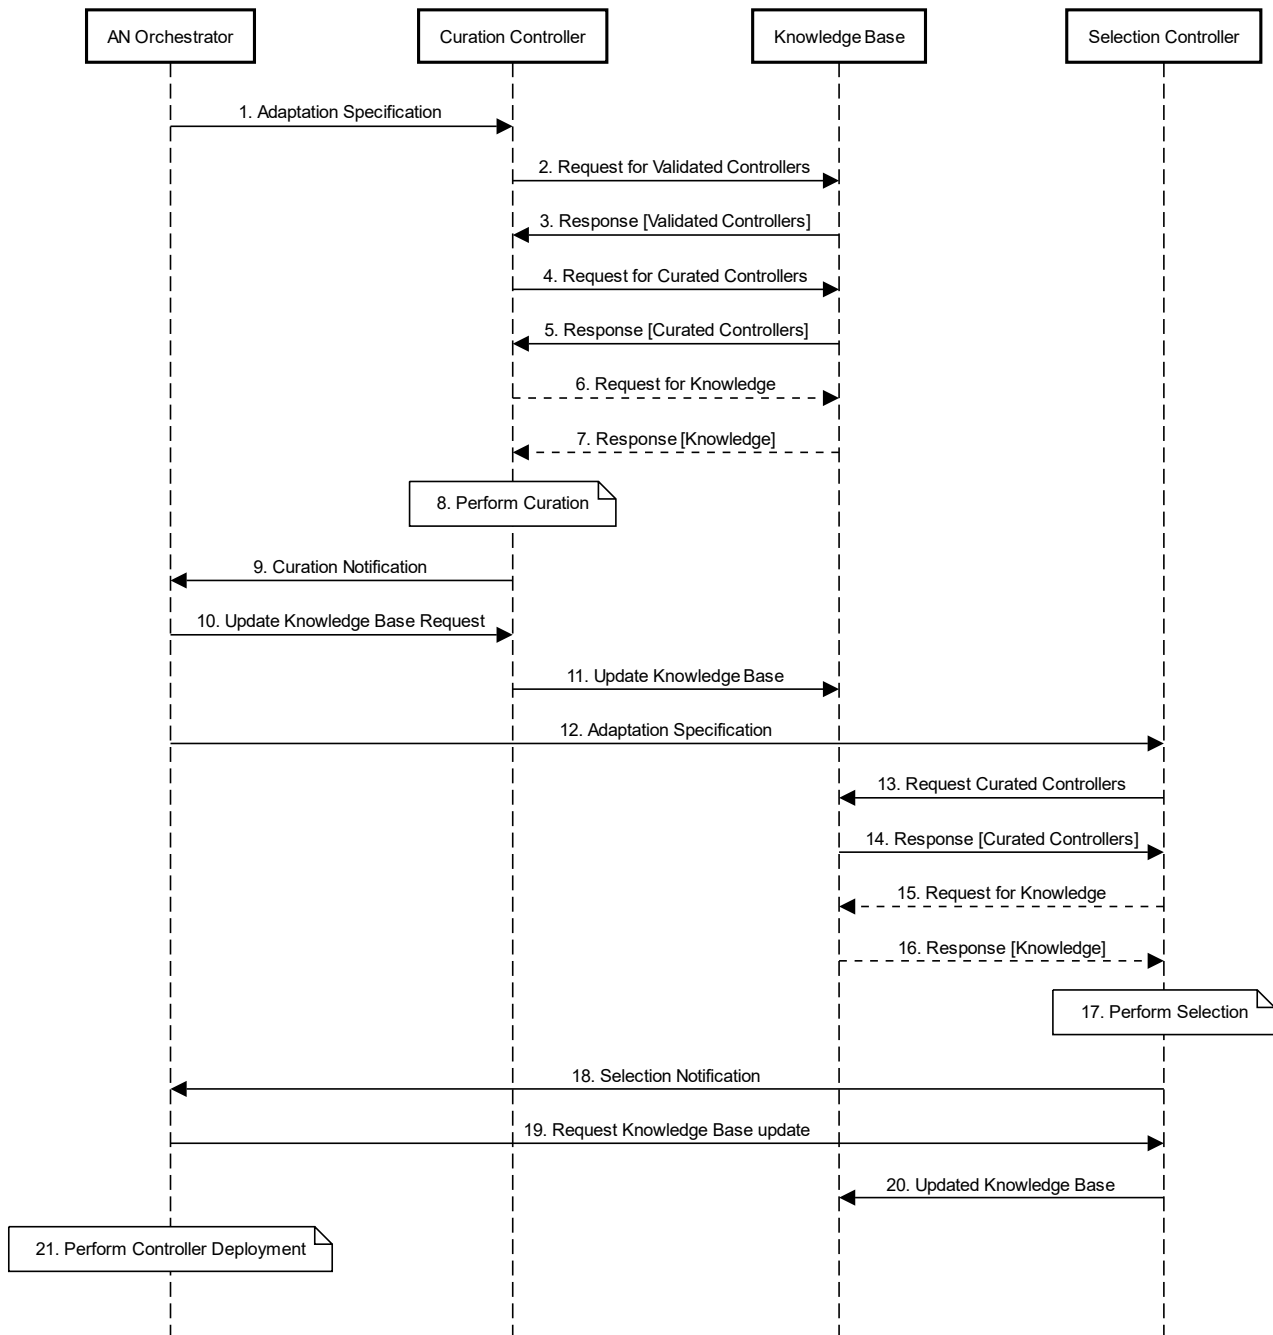 AN Orchestrator
Curation Controller
Knowledge Base
Selection Controller
1. Adaptation Specification
2. Request for Validated Controllers
3. Response [Validated Controllers]
4. Request for Curated Controllers
5. Response [Curated Controllers]
6. Request for Knowledge
7. Response [Knowledge]
8. Perform Curation
9. Curation Notification
10. Update Knowledge Base Request
11. Update Knowledge Base
12. Adaptation Specification
13. Request Curated Controllers
14. Response [Curated Controllers]
15. Request for Knowledge
16. Response [Knowledge]
17. Perform Selection
18. Selection Notification
19. Request Knowledge Base update
20. Updated Knowledge Base
21. Perform Controller Deployment